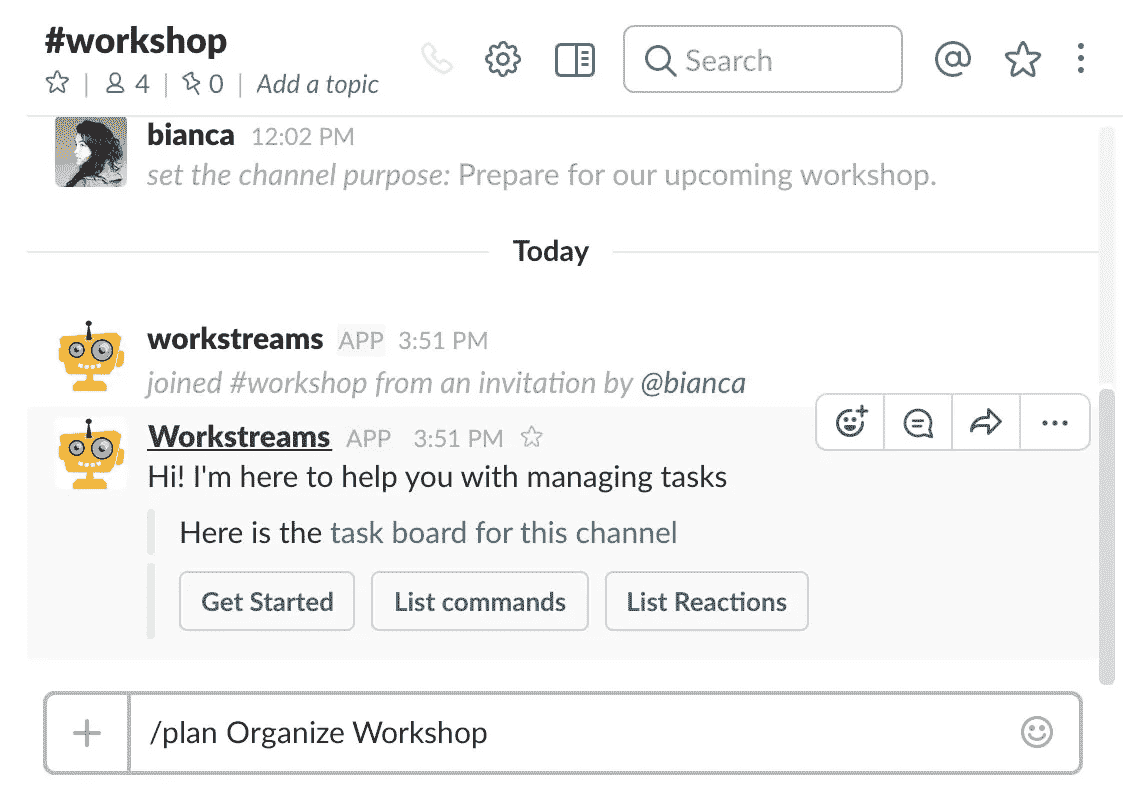 #workshop
4 | 0 | Add a topic
Search
bianca 12:02 PM
set the channel purpose: Prepare for our upcoming workshop.
Today
workstreams APP 3:51 PM
joined #workshop from an invitation by @bianca
Workstreams APP 3:51 PM
Hi! I'm here to help you with managing tasks
Here is the task board for this channel
Get Started List commands List Reactions
/plan Organize Workshop